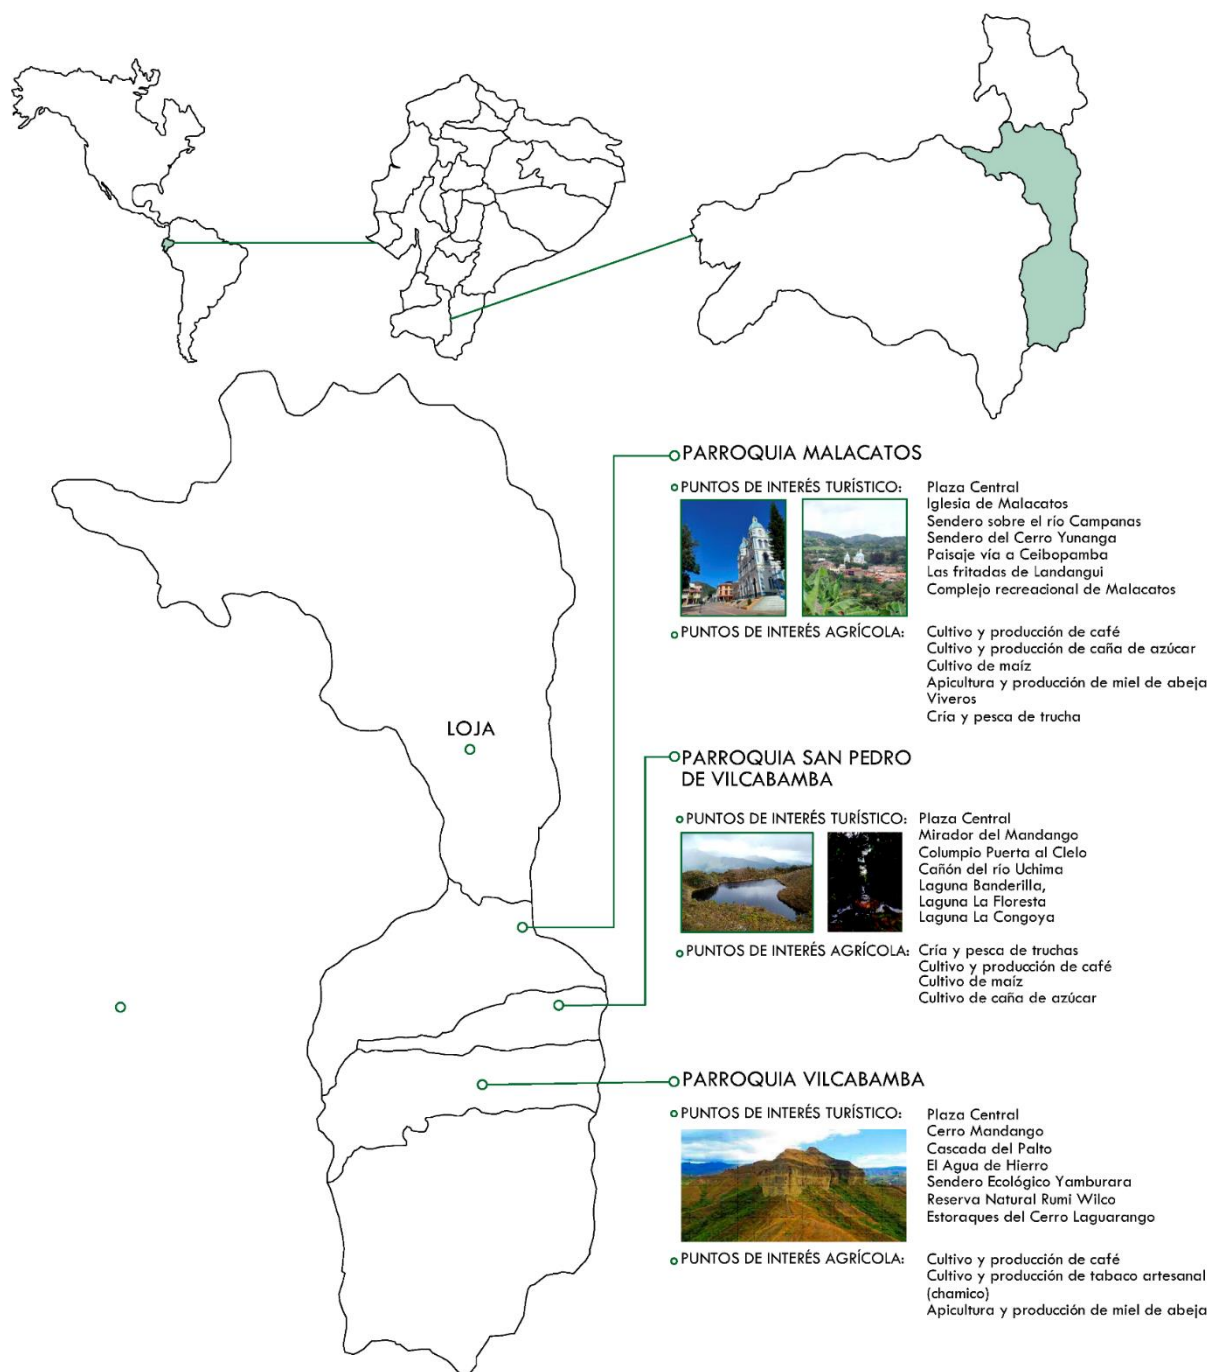 PARROQUIA MALACATOS
PUNTOS DE INTERÉS TURÍSTICO:
Plaza Central
Iglesia de Malacatos
Sendero sobre el río Campanas
Sendero del Cerro Yunanga
Paisaje vía a Ceibopamba
Las fritadas de Landangui
Complejo recreacional de Malacatos
PUNTOS DE INTERÉS AGRÍCOLA:
Cultivo y producción de café
Cultivo y producción de caña de azúcar
Cultivo de maíz
Apicultura y producción de miel de abeja
Viveros
Cría y pesca de trucha
LOJA
PARROQUIA SAN PEDRO
DE VILCABAMBA
PUNTOS DE INTERÉS TURÍSTICO:
Plaza Central
Mirador del Mandango
Columpio Puerta al Clelo
Cañón del río Uchima
Laguna Banderilla,
Laguna La Floresta
Laguna La Congoya
PUNTOS DE INTERÉS AGRÍCOLA:
Cría y pesca de truchas
Cultivo y producción de café
Cultivo de maíz
Cultivo de caña de azúcar
PARROQUIA VILCABAMBA
PUNTOS DE INTERÉS TURÍSTICO:
Plaza Central
Cerro Mandango
Cascada del Palto
El Agua de Hierro
Sendero Ecológico Yamburara
Reserva Natural Rumi Wilco
Estoraques del Cerro Laguarango
PUNTOS DE INTERÉS AGRÍCOLA:
Cultivo y producción de café
Cultivo y producción de tabaco artesanal
(chamico)
Apicultura y producción de miel de abeja